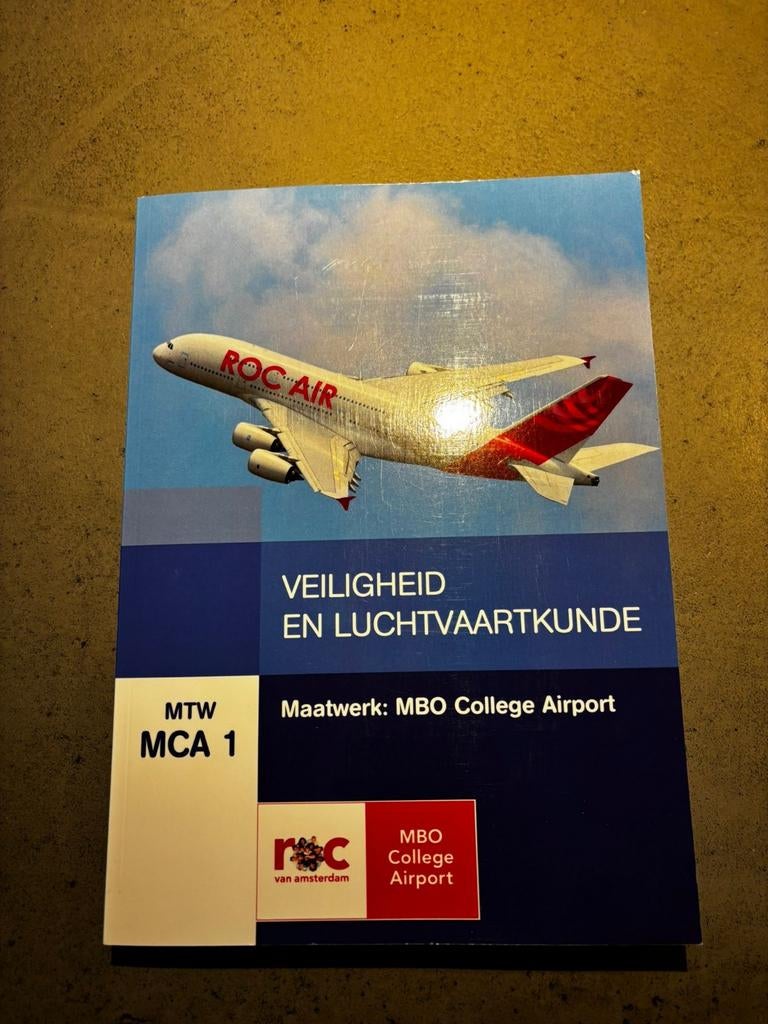 ROC AIR
VEILIGHEID
EN LUCHTVAARTKUNDE
MTW
MCA 1
Maatwerk: MBO College Airport
roc
van amsterdam
MBO
College
Airport